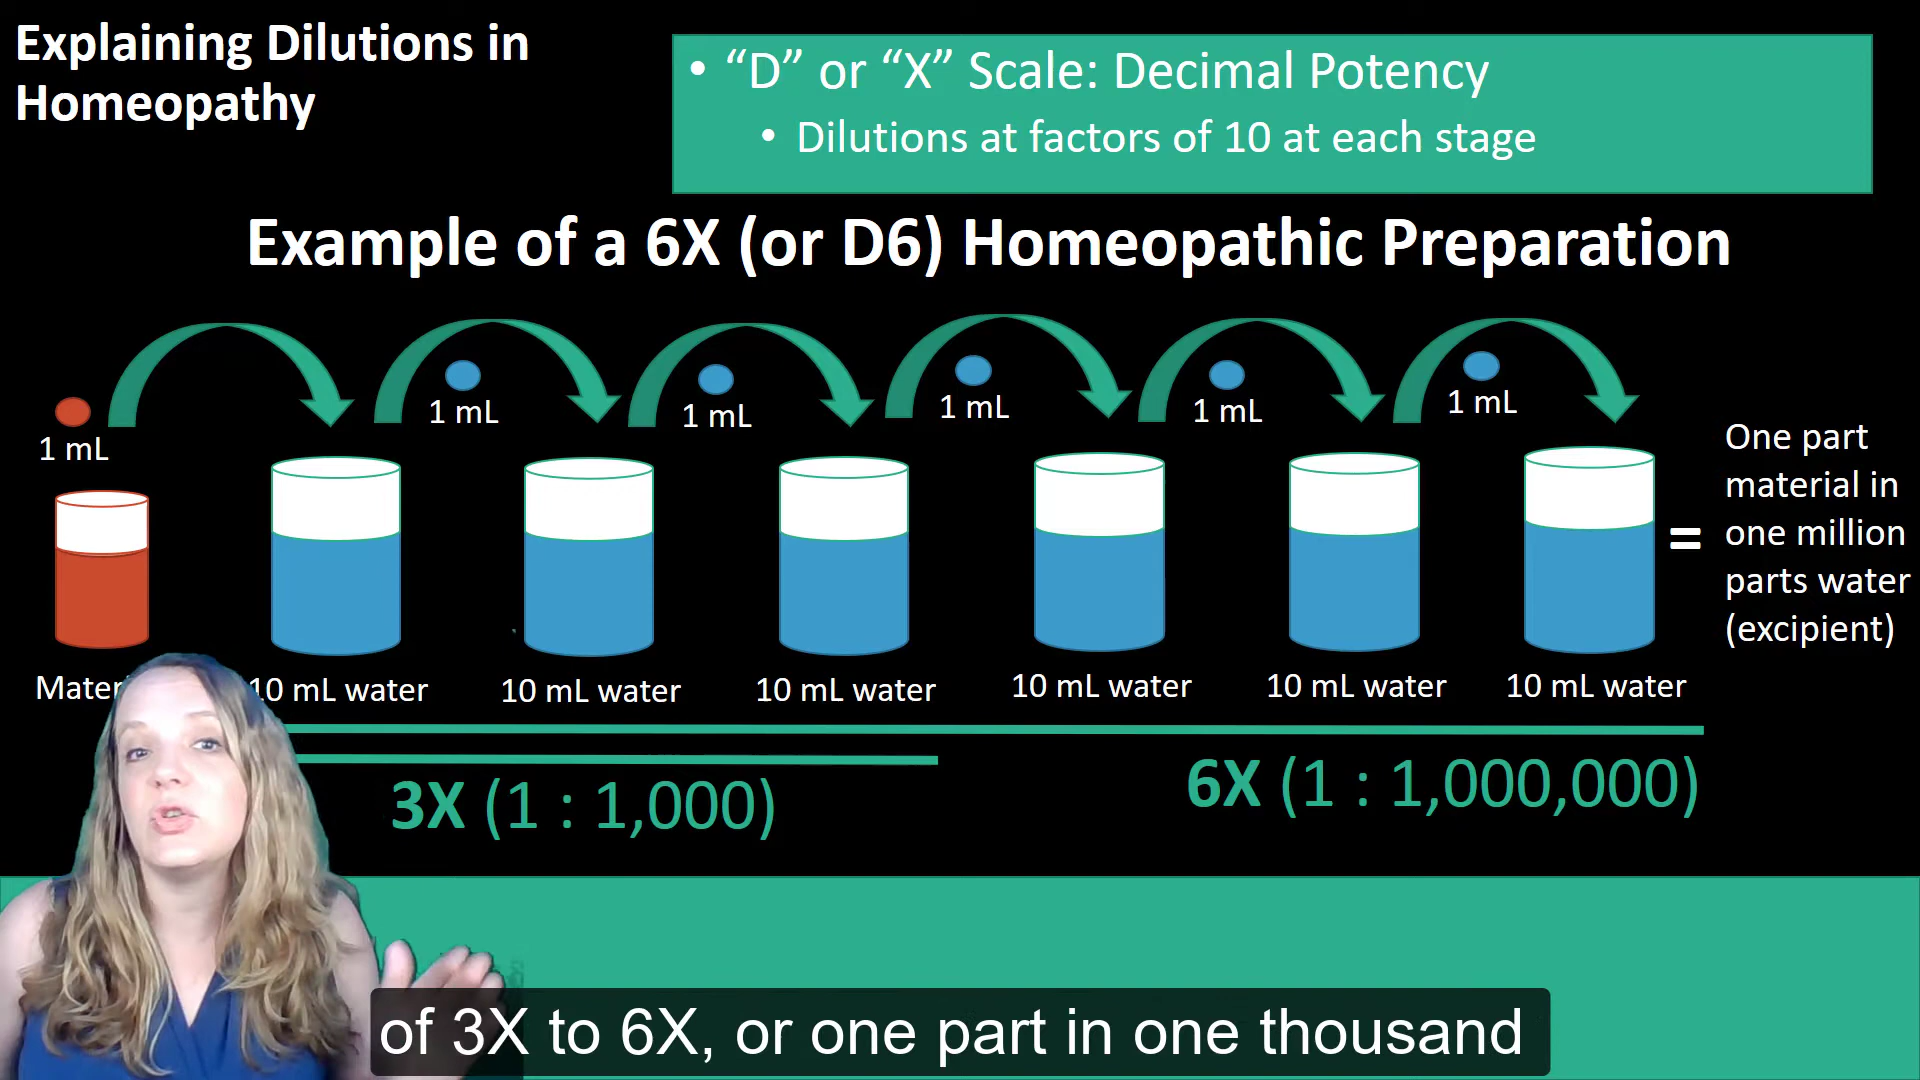 Explaining Dilutions in
Homeopathy
• “D” or “X” Scale: Decimal Potency
• Dilutions at factors of 10 at each stage
Example of a 6X (or D6) Homeopathic Preparation
1 mL
1 mL
1 mL
1 mL
1 mL
1 mL
=
One part
material in
one million
parts water
(excipient)
10 mL water
10 mL water
10 mL water
10 mL water
10 mL water
10 mL water
3X (1 : 1,000)
6X (1 : 1,000,000)
of 3X to 6X, or one part in one thousand